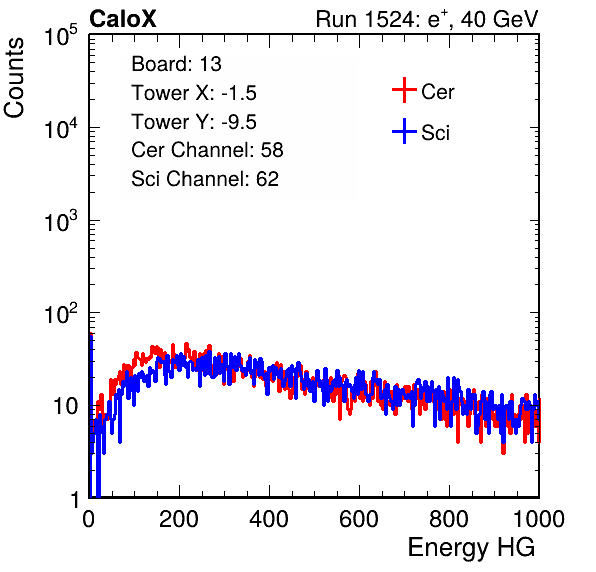 CaloX Run 1524: e⁺, 40 GeV
Counts
10⁵
10⁴
10³
10²
10
1
Board: 13
Tower X: -1.5
Tower Y: -9.5
Cer Channel: 58
Sci Channel: 62
Cer
Sci
0 200 400 600 800 1000
Energy HG